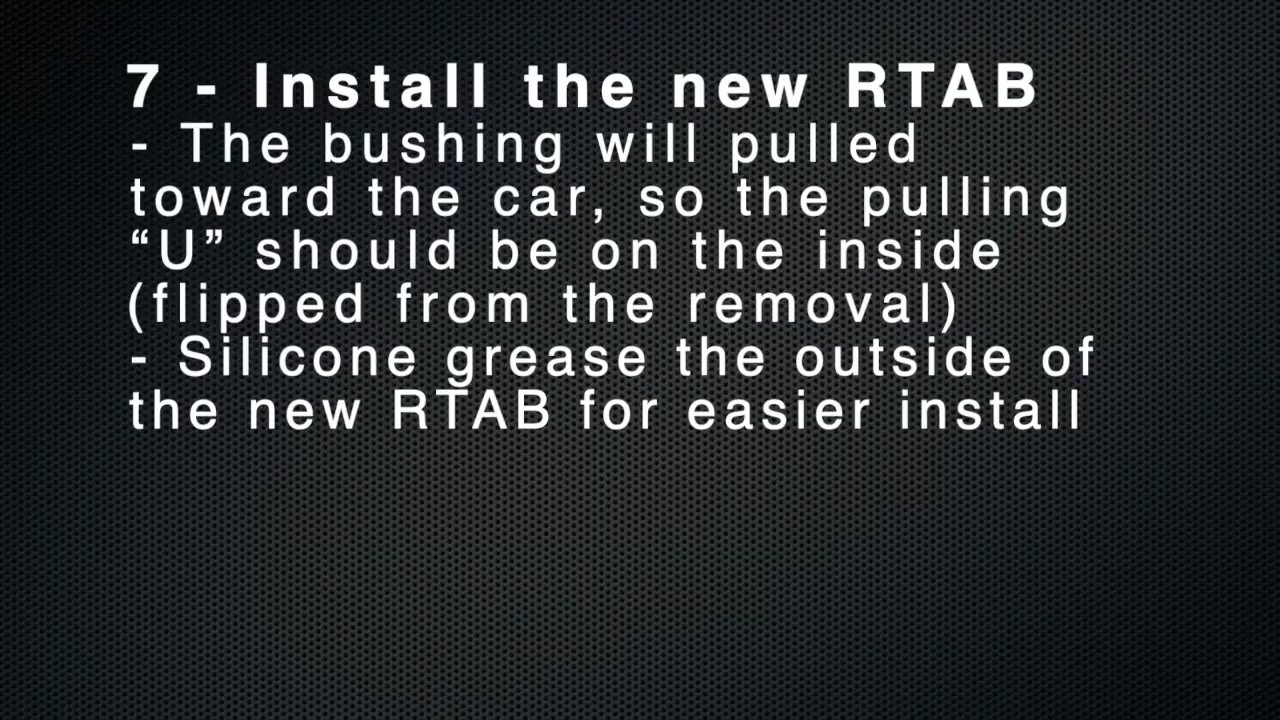 7 - Install the new RTAB
- The bushing will pulled
toward the car, so the pulling
“U” should be on the inside
(flipped from the removal)
- Silicone grease the outside of
the new RTAB for easier install